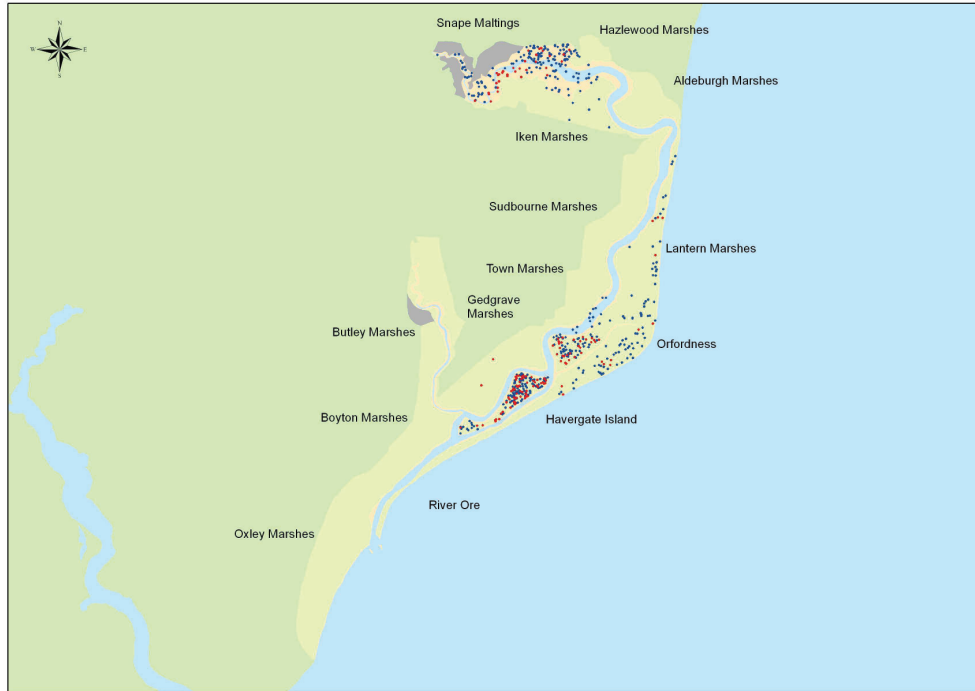 Snape Maltings
Hazlewood Marshes
N
W
E
S
Aldeburgh Marshes
Iken Marshes
Sudbourne Marshes
Lantern Marshes
Town Marshes
Gedgrave
Marshes
Butley Marshes
Orfordness
Boyton Marshes
Havergate Island
River Ore
Oxley Marshes